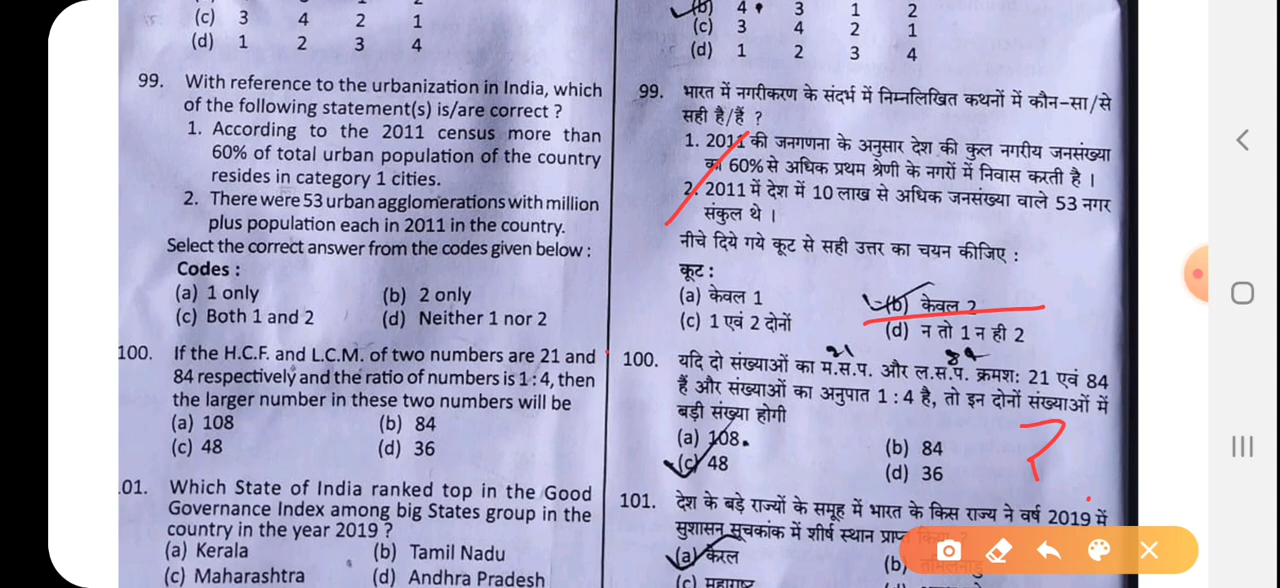 (c) 3 4 2 1
(d) 1 2 3 4
99. With reference to the urbanization in India, which
of the following statement(s) is/are correct ?
1. According to the 2011 census more than
60% of total urban population of the country
resides in category 1 cities.
2. There were 53 urban agglomerations with million
plus population each in 2011 in the country.
Select the correct answer from the codes given below :
Codes :
(a) 1 only (b) 2 only
(c) Both 1 and 2 (d) Neither 1 nor 2
100. If the H.C.F. and L.C.M. of two numbers are 21 and
84 respectively and the ratio of numbers is 1 : 4, then
the larger number in these two numbers will be
(a) 108 (b) 84
(c) 48 (d) 36
01. Which State of India ranked top in the Good
Governance Index among big States group in the
country in the year 2019 ?
(a) Kerala (b) Tamil Nadu
(c) Maharashtra (d) Andhra Pradesh
(b) 4 3 1 2
(c) 3 4 2 1
(d) 1 2 3 4
99. भारत में नगरीकरण के संदर्भ में निम्नलिखित कथनों में कौन-सा/से
सही है/हैं ?
1. 2011 की जनगणना के अनुसार देश की कुल नगरीय जनसंख्या
का 60% से अधिक प्रथम श्रेणी के नगरों में निवास करती है ।
2. 2011 में देश में 10 लाख से अधिक जनसंख्या वाले 53 नगर
संकुल थे ।
नीचे दिये गये कूट से सही उत्तर का चयन कीजिए :
कूट :
(a) केवल 1 (b) केवल 2
(c) 1 एवं 2 दोनों (d) न तो 1 न ही 2
21 84
100. यदि दो संख्याओं का म.स.प. और ल.स.प. क्रमश: 21 एवं 84
हैं और संख्याओं का अनुपात 1 : 4 है, तो इन दोनों संख्याओं में
बड़ी संख्या होगी
(a) 108 (b) 84
(c) 48 (d) 36
101. देश के बड़े राज्यों के समूह में भारत के किस राज्य ने वर्ष 2019 में
सुशासन सूचकांक में शीर्ष स्थान प्राप्त किया ?
(a) केरल (b) तमिलनाडु
(c) महाराष्ट्र